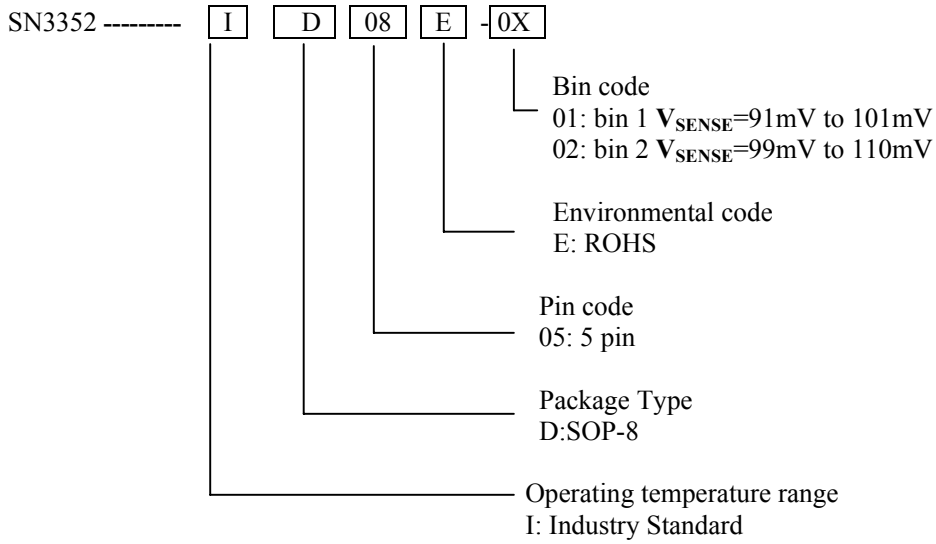 SN3352 --------- I D 08 E -0X
Bin code
01: bin 1 VSENSE=91mV to 101mV
02: bin 2 VSENSE=99mV to 110mV
Environmental code
E: ROHS
Pin code
05: 5 pin
Package Type
D:SOP-8
Operating temperature range
I: Industry Standard